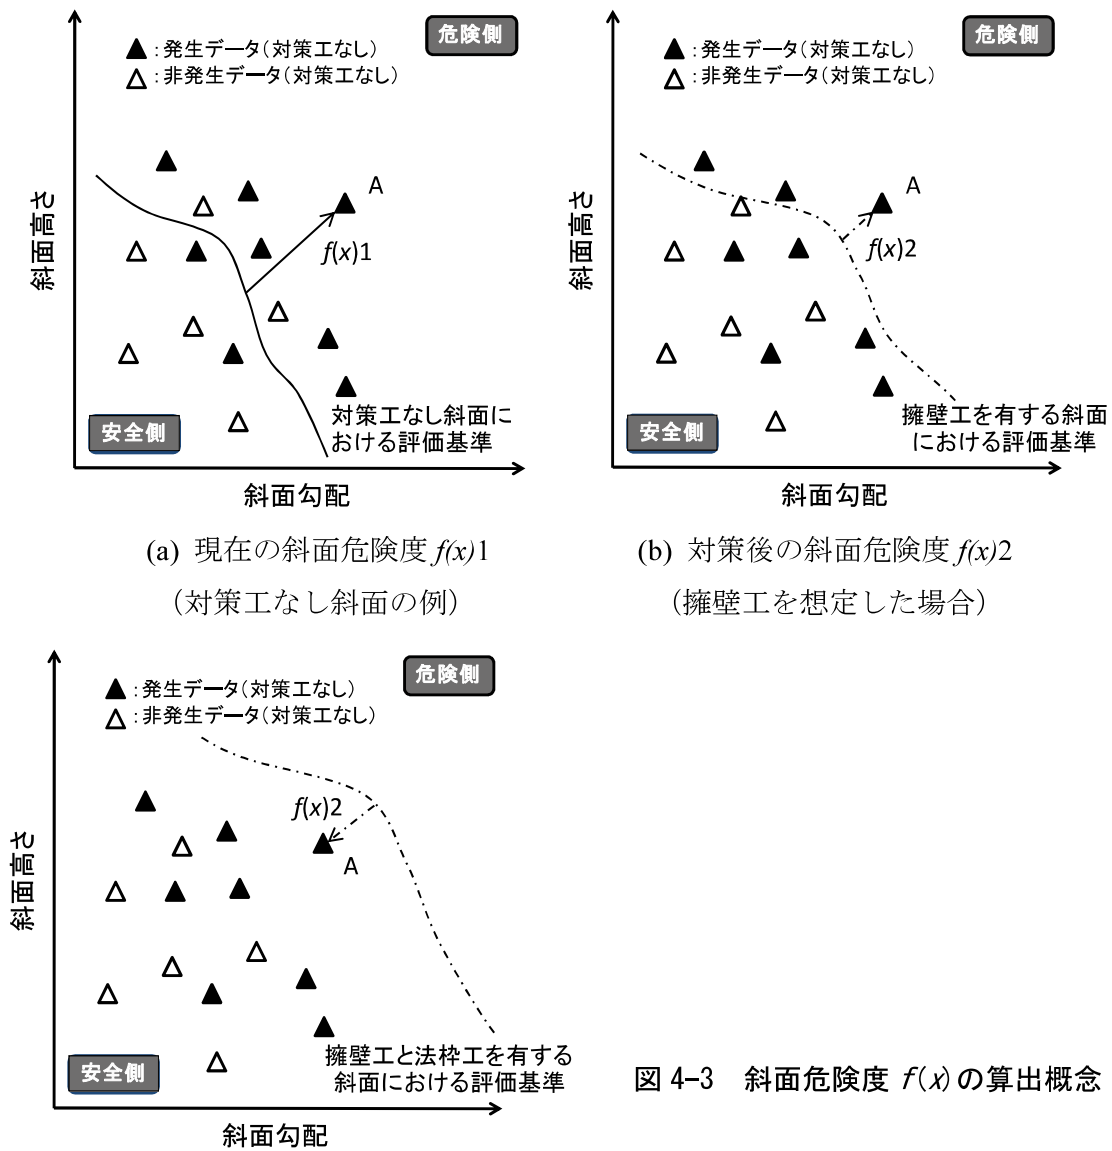 危険側
▲：発生データ（対策工なし）
△：非発生データ（対策工なし）
A
f(x)1
斜面高さ
安全側
対策工なし斜面に
おける評価基準
斜面勾配
(a) 現在の斜面危険度f(x)1
（対策工なし斜面の例）
危険側
▲：発生データ（対策工なし）
△：非発生データ（対策工なし）
A
f(x)2
斜面高さ
安全側
擁壁工を有する斜面
における評価基準
斜面勾配
(b) 対策後の斜面危険度f(x)2
（擁壁工を想定した場合）
危険側
▲：発生データ（対策工なし）
△：非発生データ（対策工なし）
f(x)2
A
斜面高さ
安全側
擁壁工と法枠工を有する
斜面における評価基準
斜面勾配
図 4-3　斜面危険度 f(x)の算出概念